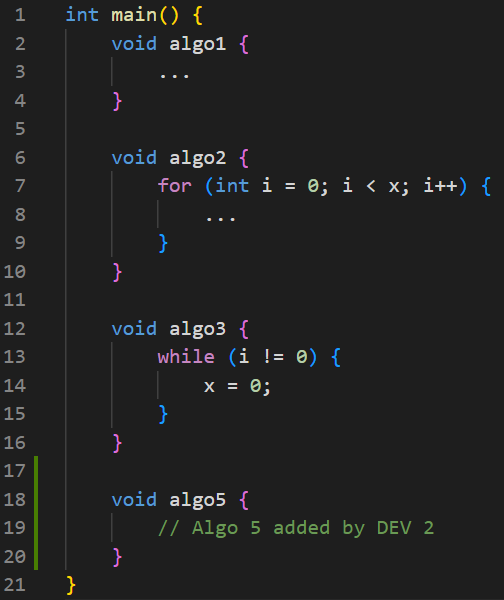 1 int main() {
2     void algo1 {
3         ...
4     }
5
6     void algo2 {
7         for (int i = 0; i < x; i++) {
8             ...
9         }
10     }
11
12     void algo3 {
13         while (i != 0) {
14             x = 0;
15         }
16     }
17
18     void algo5 {
19         // Algo 5 added by DEV 2
20     }
21 }